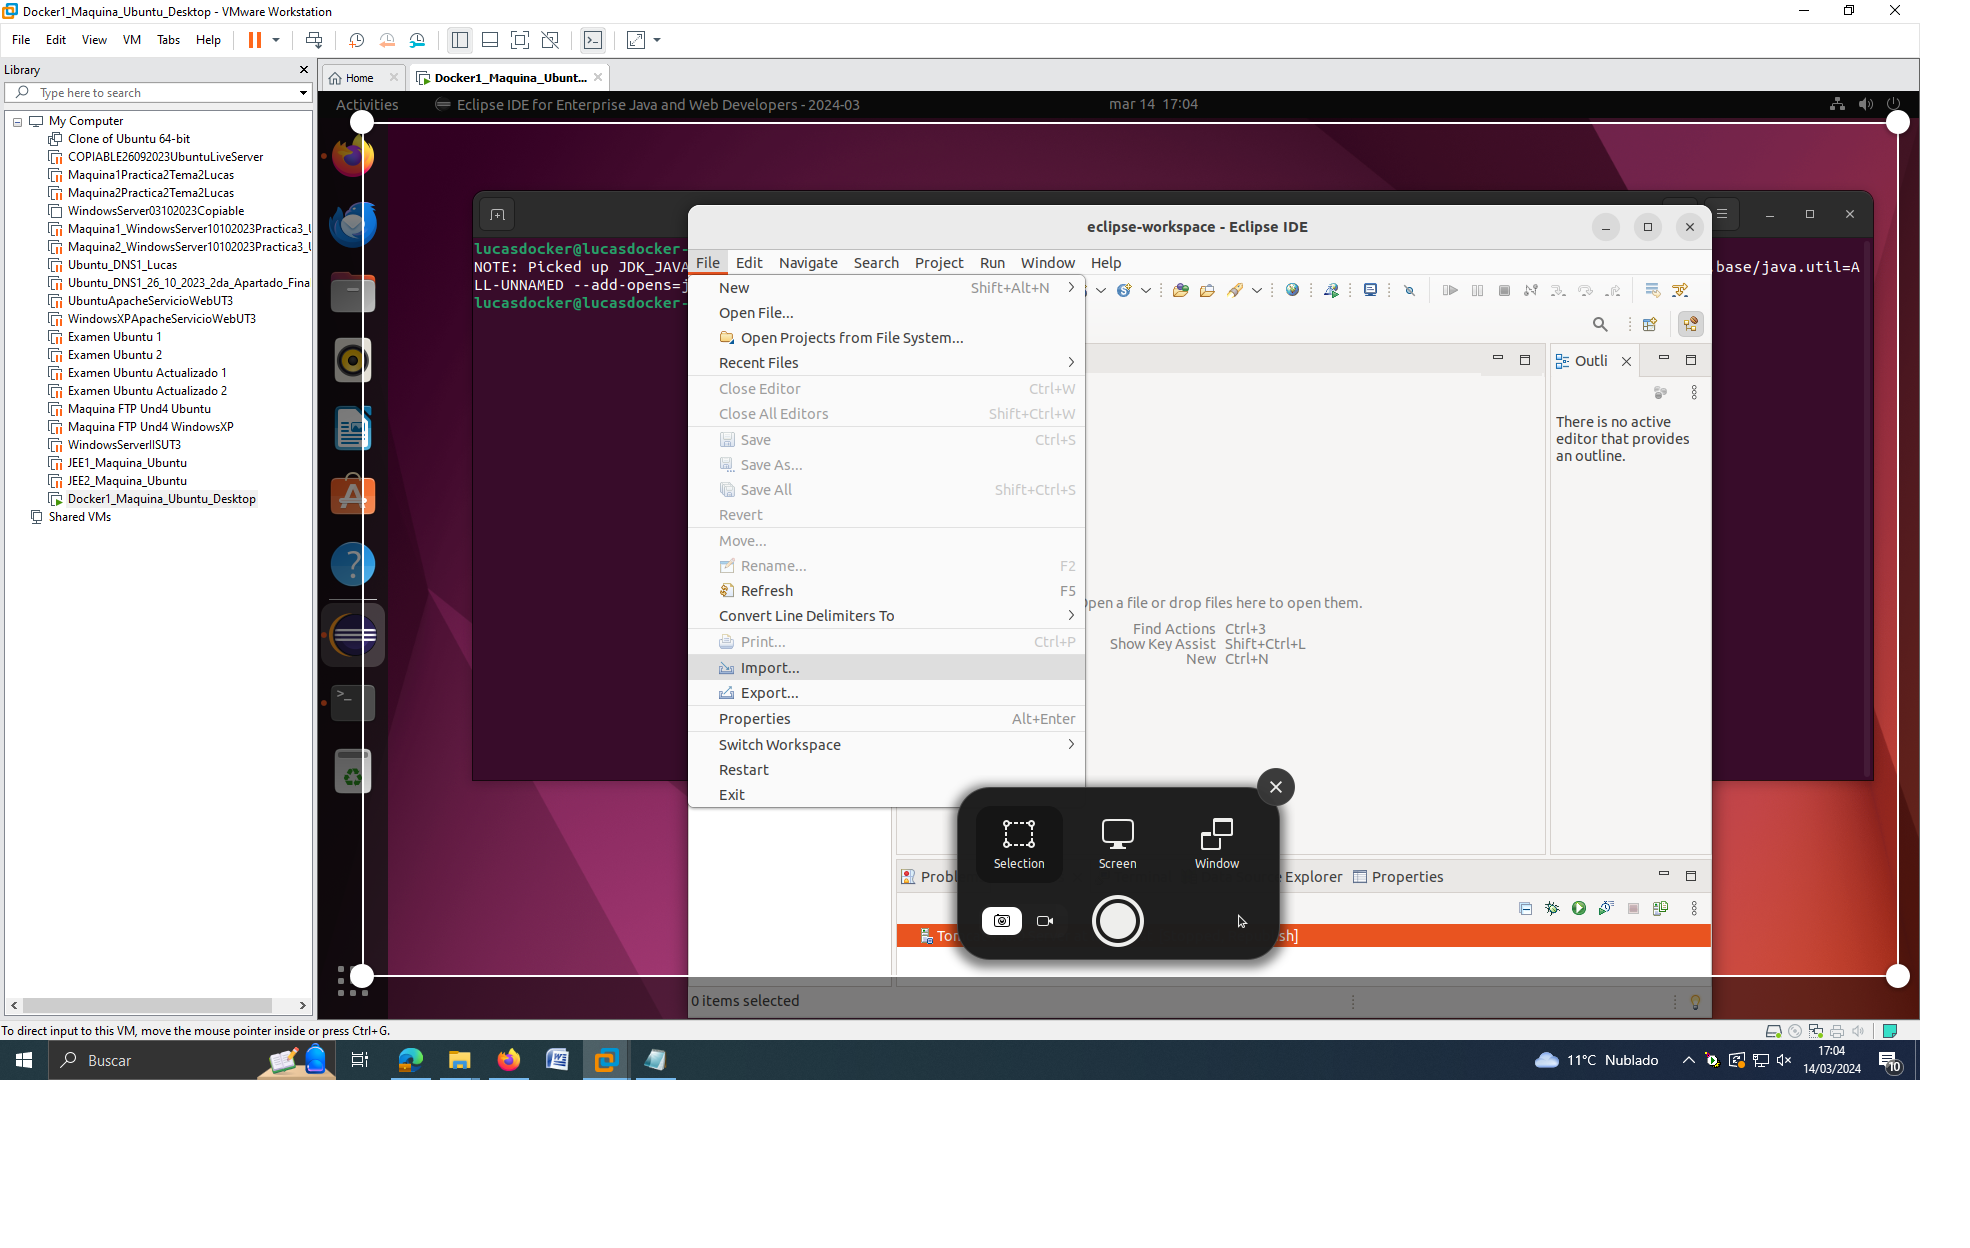 Docker1_Maquina_Ubuntu_Desktop - VMware Workstation
File Edit View VM Tabs Help
Library
Type here to search
My Computer
Clone of Ubuntu 64-bit
COPIABLE26092023UbuntuLiveServer
Maquina1Practica2Tema2Lucas
Maquina2Practica2Tema2Lucas
WindowsServer03102023Copiable
Maquina1_WindowsServer10102023Practica3_
Maquina2_WindowsServer10102023Practica3_
Ubuntu_DNS1_Lucas
Ubuntu_DNS1_26_10_2023_2da_Apartado_Fina
UbuntuApacheServicioWebUT3
WindowsXPApacheServicioWebUT3
Examen Ubuntu 1
Examen Ubuntu 2
Examen Ubuntu Actualizado 1
Examen Ubuntu Actualizado 2
Maquina FTP Und4 Ubuntu
Maquina FTP Und4 WindowsXP
WindowsServerIISUT3
JEE1_Maquina_Ubuntu
JEE2_Maquina_Ubuntu
Docker1_Maquina_Ubuntu_Desktop
Shared VMs
Home
Docker1_Maquina_Ubunt...
Activities
Eclipse IDE for Enterprise Java and Web Developers - 2024-03
mar 14 17:04
lucasdocker@lucasdocker-
NOTE: Picked up JDK_JAVA
LL-UNNAMED --add-opens=j
lucasdocker@lucasdocker-
.base/java.util=A
eclipse-workspace - Eclipse IDE
File Edit Navigate Search Project Run Window Help
New Shift+Alt+N
Open File...
Open Projects from File System...
Recent Files
Close Editor Ctrl+W
Close All Editors Shift+Ctrl+W
Save Ctrl+S
Save As...
Save All Shift+Ctrl+S
Revert
Move...
Rename... F2
Refresh F5
Convert Line Delimiters To
Print... Ctrl+P
Import...
Export...
Properties Alt+Enter
Switch Workspace
Restart
Exit
Outli
There is no active
editor that provides
an outline.
Open a file or drop files here to open them.
Find Actions Ctrl+3
Show Key Assist Shift+Ctrl+L
New Ctrl+N
Selection
Screen
Window
Probl
e Explorer
Properties
Tom
sh]
0 items selected
To direct input to this VM, move the mouse pointer inside or press Ctrl+G.
Buscar
11°C Nublado
17:04
14/03/2024
10